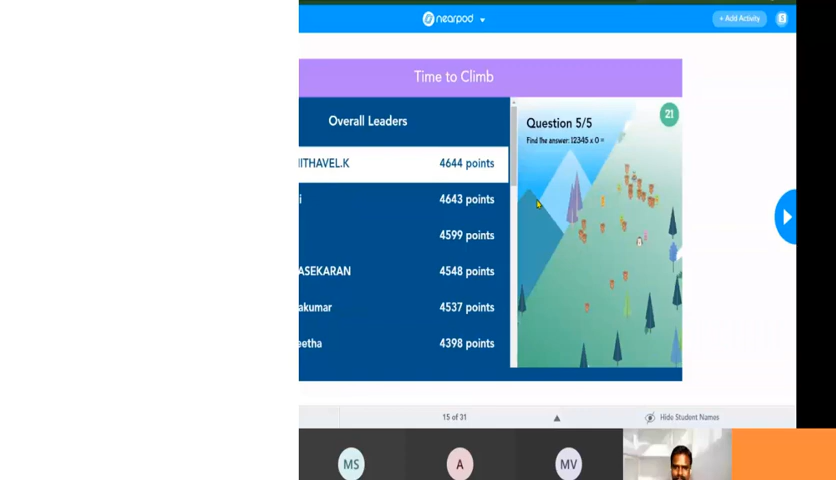 nearpod
+ Add Activity
S
Time to Climb
Overall Leaders
IITHAVEL.K 4644 points
i 4643 points
4599 points
ASEKARAN 4548 points
akumar 4537 points
eetha 4398 points
21
Question 5/5
Find the answer: 12345 x 0 =
15 of 31
Hide Student Names
MS
A
MV